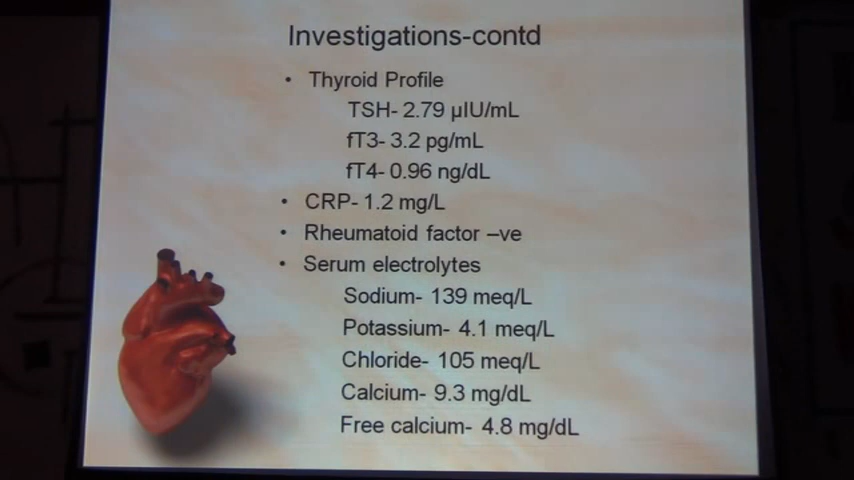 Investigations-contd
• Thyroid Profile
TSH- 2.79 µIU/mL
fT3- 3.2 pg/mL
fT4- 0.96 ng/dL
• CRP- 1.2 mg/L
• Rheumatoid factor –ve
• Serum electrolytes
Sodium- 139 meq/L
Potassium- 4.1 meq/L
Chloride- 105 meq/L
Calcium- 9.3 mg/dL
Free calcium- 4.8 mg/dL